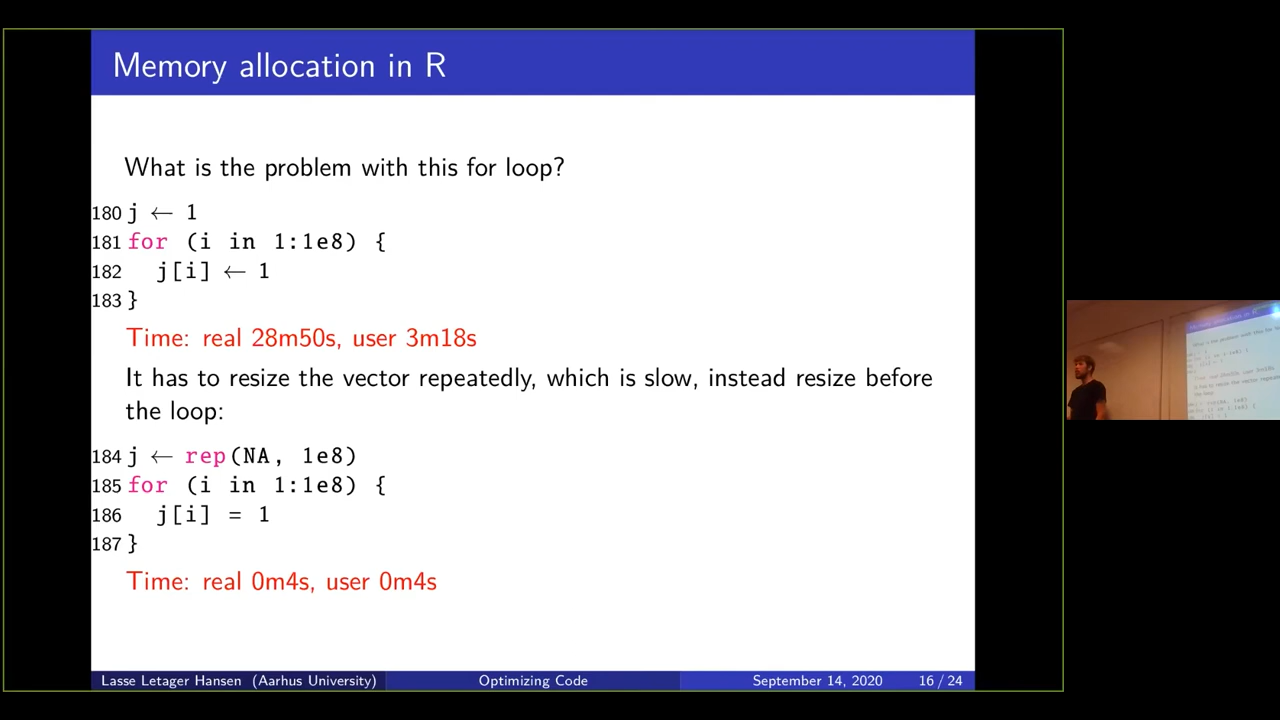 Memory allocation in R
What is the problem with this for loop?
180 j ← 1
181 for (i in 1:1e8) {
182 j[i] ← 1
183 }
Time: real 28m50s, user 3m18s
It has to resize the vector repeatedly, which is slow, instead resize before
the loop:
184 j ← rep(NA, 1e8)
185 for (i in 1:1e8) {
186 j[i] = 1
187 }
Time: real 0m4s, user 0m4s
Lasse Letager Hansen (Aarhus University) Optimizing Code September 14, 2020 16 / 24
Memory allocation in